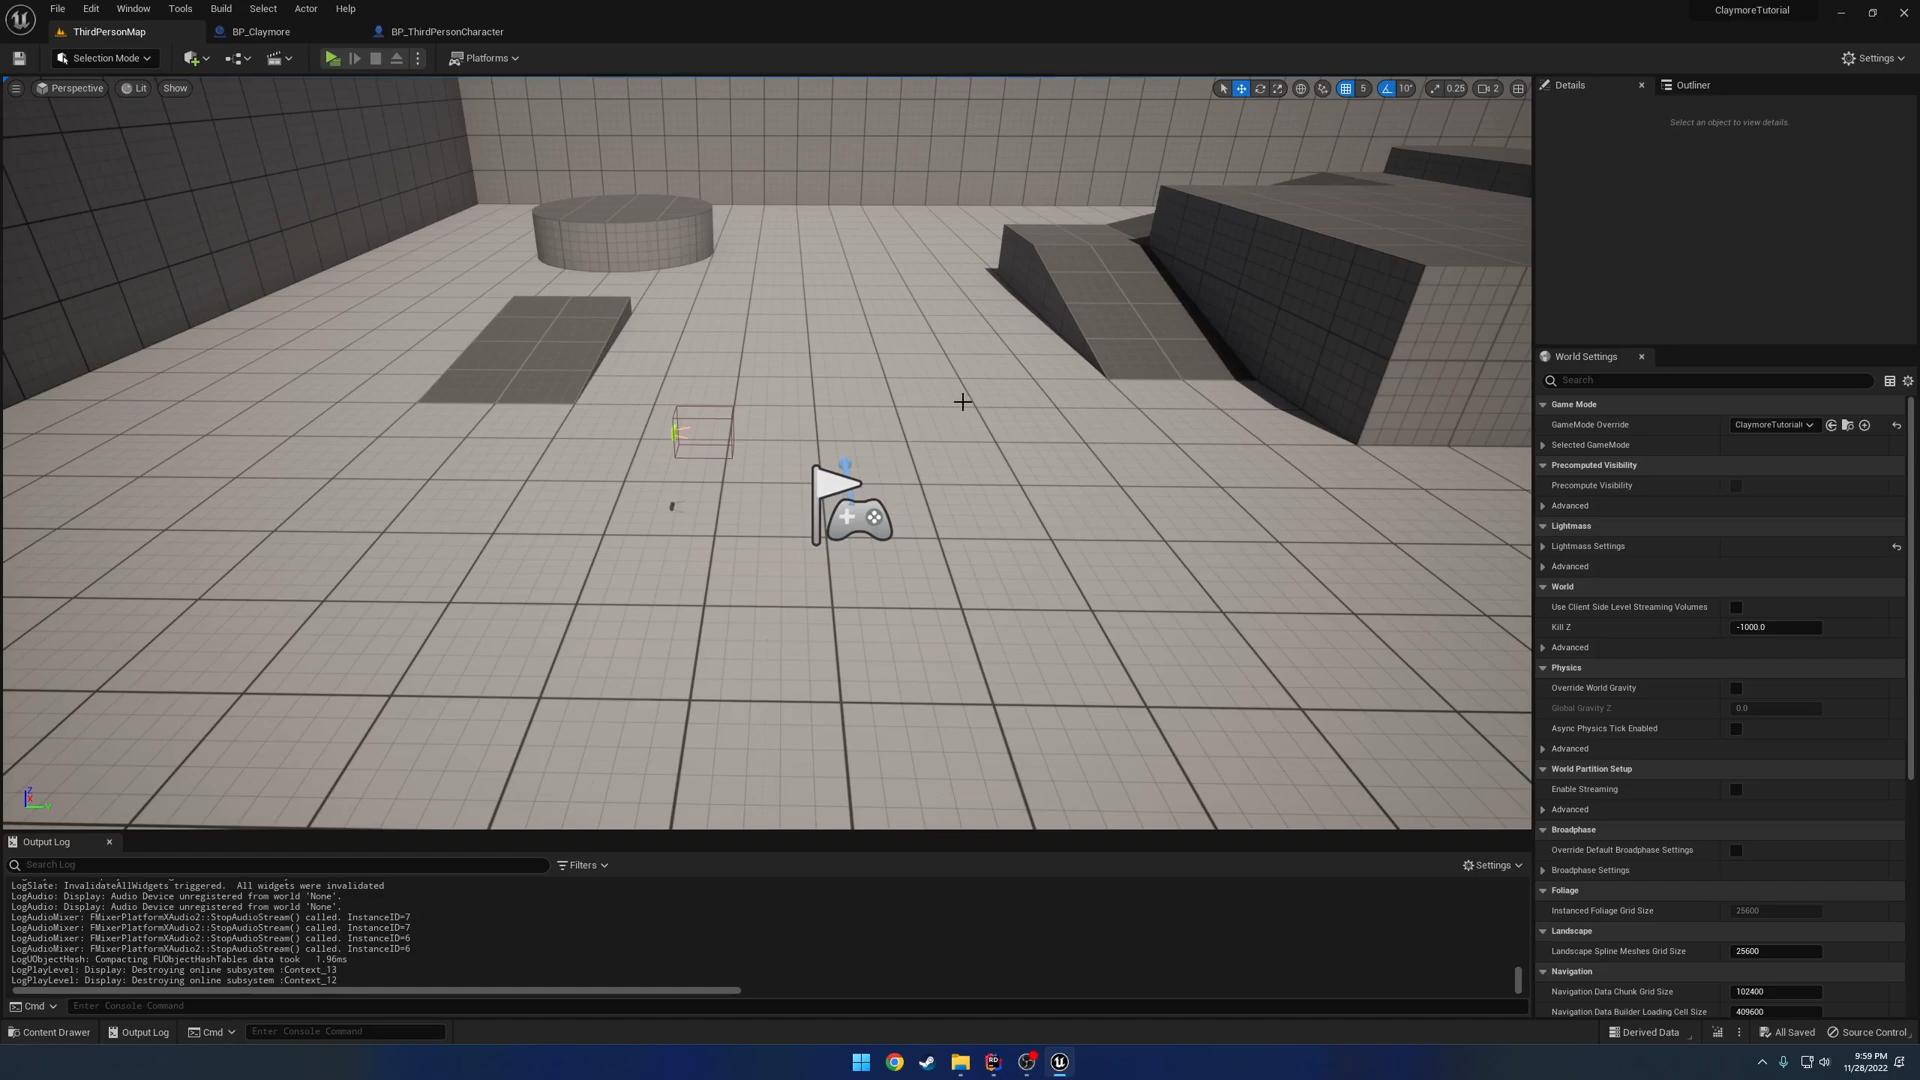 File Edit Window Tools Build Select Actor Help
ClaymoreTutorial
ThirdPersonMap
BP_Claymore
BP_ThirdPersonCharacter
Selection Mode
Platforms
Settings
Perspective
Lit
Show
5
10°
0.25
2
Details
Outliner
Select an object to view details.
World Settings
Search
Game Mode
GameMode Override ClaymoreTutorial
Selected GameMode
Precomputed Visibility
Precompute Visibility
Advanced
Lightmass
Lightmass Settings
Advanced
World
Use Client Side Level Streaming Volumes
Kill Z -1000.0
Advanced
Physics
Override World Gravity
Global Gravity Z 0.0
Async Physics Tick Enabled
Advanced
World Partition Setup
Enable Streaming
Advanced
Broadphase
Override Default Broadphase Settings
Broadphase Settings
Foliage
Instanced Foliage Grid Size 25600
Landscape
Landscape Spline Meshes Grid Size 25600
Navigation
Navigation Data Chunk Grid Size 102400
Navigation Data Builder Loading Cell Size 409600
Z
X
Y
Output Log
Search Log
Filters
Settings
LogSlate: InvalidateAllWidgets triggered. All widgets were invalidated
LogAudio: Display: Audio Device unregistered from world 'None'.
LogAudio: Display: Audio Device unregistered from world 'None'.
LogAudioMixer: FMixerPlatformXAudio2::StopAudioStream() called. InstanceID=7
LogAudioMixer: FMixerPlatformXAudio2::StopAudioStream() called. InstanceID=7
LogAudioMixer: FMixerPlatformXAudio2::StopAudioStream() called. InstanceID=6
LogAudioMixer: FMixerPlatformXAudio2::StopAudioStream() called. InstanceID=6
LogUObjectHash: Compacting FUObjectHashTables data took 1.96ms
LogPlayLevel: Display: Destroying online subsystem :Context_13
LogPlayLevel: Display: Destroying online subsystem :Context_12
Cmd Enter Console Command
Content Drawer Output Log Cmd Enter Console Command
Derived Data All Saved Source Control
RD
9:59 PM
11/28/2022